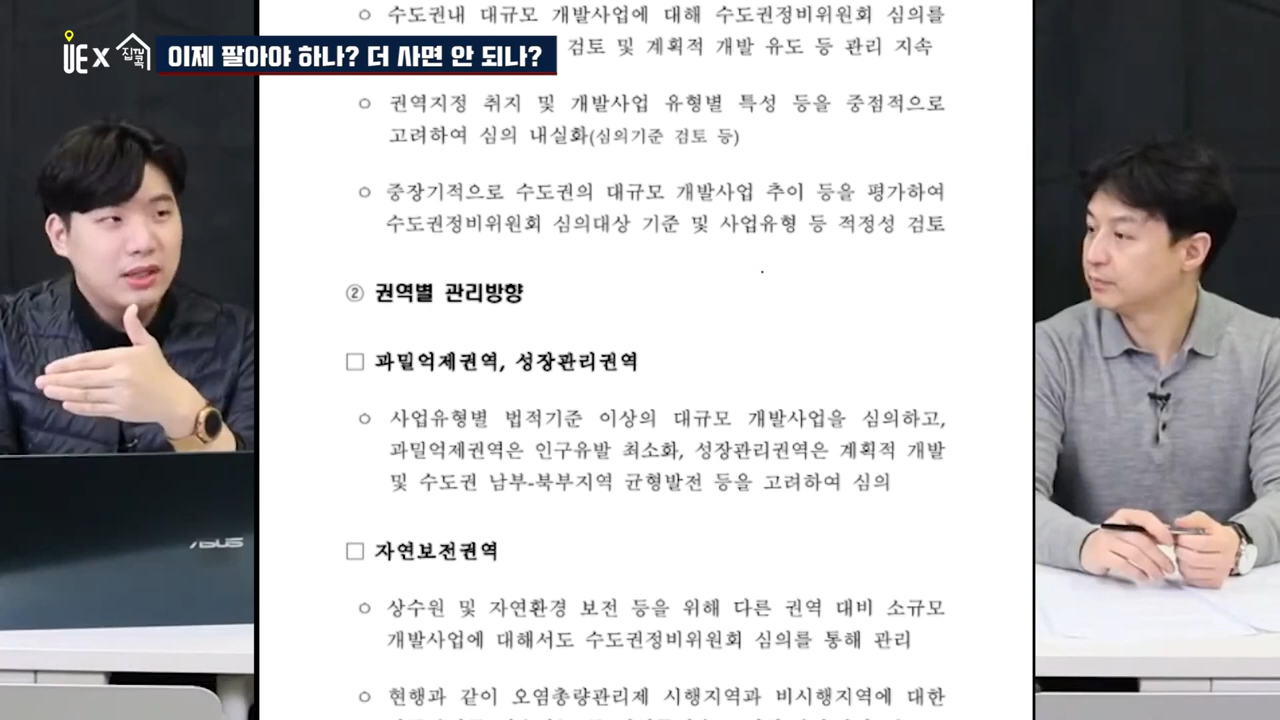 UE X 집코치
이제 팔아야 하나? 더 사면 안 되나?
○ 수도권내 대규모 개발사업에 대해 수도권정비위원회 심의를
검토 및 계획적 개발 유도 등 관리 지속
○ 권역지정 취지 및 개발사업 유형별 특성 등을 중점적으로
고려하여 심의 내실화(심의기준 검토 등)
○ 중장기적으로 수도권의 대규모 개발사업 추이 등을 평가하여
수도권정비위원회 심의대상 기준 및 사업유형 등 적정성 검토
② 권역별 관리방향
□ 과밀억제권역, 성장관리권역
○ 사업유형별 법적기준 이상의 대규모 개발사업을 심의하고,
과밀억제권역은 인구유발 최소화, 성장관리권역은 계획적 개발
및 수도권 남부-북부지역 균형발전 등을 고려하여 심의
□ 자연보전권역
○ 상수원 및 자연환경 보전 등을 위해 다른 권역 대비 소규모
개발사업에 대해서도 수도권정비위원회 심의를 통해 관리
○ 현행과 같이 오염총량관리제 시행지역과 비시행지역에 대한
ASUS